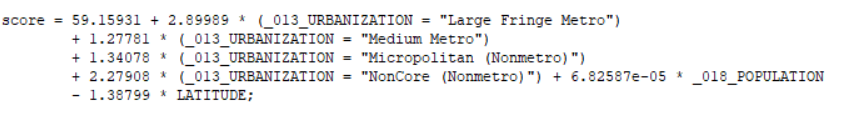 score = 59.15931 + 2.89989 * (_013_URBANIZATION = "Large Fringe Metro")
+ 1.27781 * (_013_URBANIZATION = "Medium Metro")
+ 1.34078 * (_013_URBANIZATION = "Micropolitan (Nonmetro)")
+ 2.27908 * (_013_URBANIZATION = "NonCore (Nonmetro)") + 6.82587e-05 * _018_POPULATION
- 1.38799 * LATITUDE;